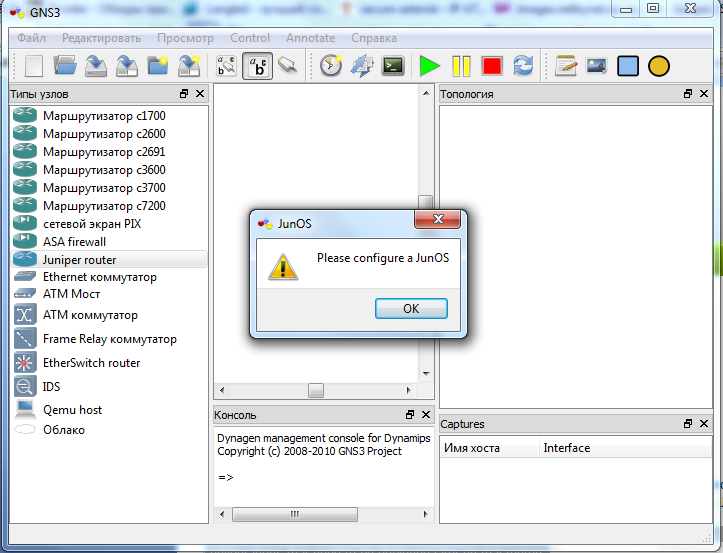 GNS3
Файл Редактировать Просмотр Control Annotate Справка
Типы узлов
Маршрутизатор c1700
Маршрутизатор c2600
Маршрутизатор c2691
Маршрутизатор c3600
Маршрутизатор c3700
Маршрутизатор c7200
сетевой экран PIX
ASA firewall
Juniper router
Ethernet коммутатор
ATM Мост
ATM коммутатор
Frame Relay коммутатор
EtherSwitch router
IDS
Qemu host
Облако
JunOS
Please configure a JunOS
OK
Консоль
Dynagen management console for Dynamips
Copyright (c) 2008-2010 GNS3 Project
=>
Топология
Captures
Имя хоста Interface